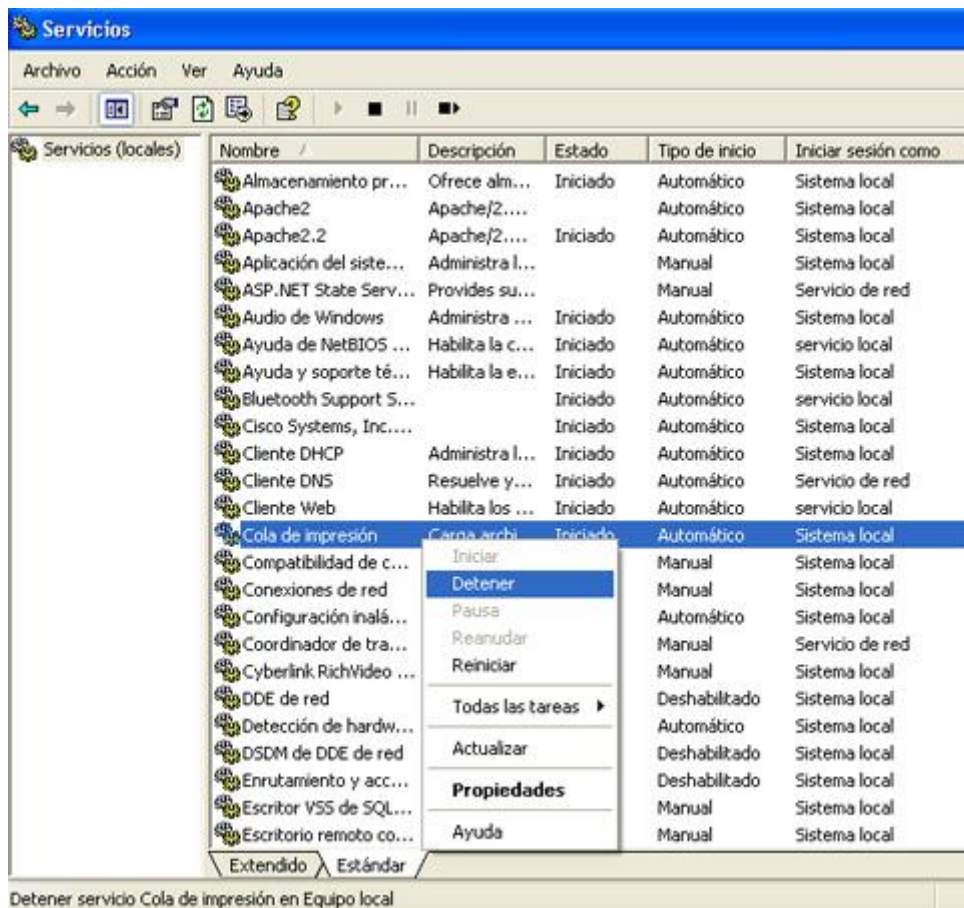 Servicios
Archivo Acción Ver Ayuda
Servicios (locales)
Nombre Descripción Estado Tipo de inicio Iniciar sesión como
Almacenamiento pr... Ofrece alm... Iniciado Automático Sistema local
Apache2 Apache/2.... Automático Sistema local
Apache2.2 Apache/2.... Iniciado Automático Sistema local
Aplicación del siste... Administra l... Manual Sistema local
ASP.NET State Serv... Provides su... Manual Servicio de red
Audio de Windows Administra ... Iniciado Automático Sistema local
Ayuda de NetBIOS ... Habilita la c... Iniciado Automático servicio local
Ayuda y soporte té... Habilita la e... Iniciado Automático Sistema local
Bluetooth Support S... Iniciado Automático servicio local
Cisco Systems, Inc.... Iniciado Automático Sistema local
Cliente DHCP Administra l... Iniciado Automático Sistema local
Cliente DNS Resuelve y... Iniciado Automático Servicio de red
Cliente Web Habilita los ... Iniciado Automático servicio local
Cola de impresión Carga archi... Iniciado Automático Sistema local
Compatibilidad de c... Manual Sistema local
Conexiones de red Manual Sistema local
Configuración inalá... Automático Sistema local
Coordinador de tra... Manual Servicio de red
Cyberlink RichVideo ... Manual Sistema local
DDE de red Deshabilitado Sistema local
Detección de hardw... Automático Sistema local
DSDM de DDE de red Deshabilitado Sistema local
Enrutamiento y acc... Deshabilitado Sistema local
Escritor VSS de SQL... Manual Sistema local
Escritorio remoto co... Manual Sistema local
Iniciar
Detener
Pausa
Reanudar
Reiniciar
Todas las tareas
Actualizar
Propiedades
Ayuda
Extendido Estándar
Detener servicio Cola de impresión en Equipo local